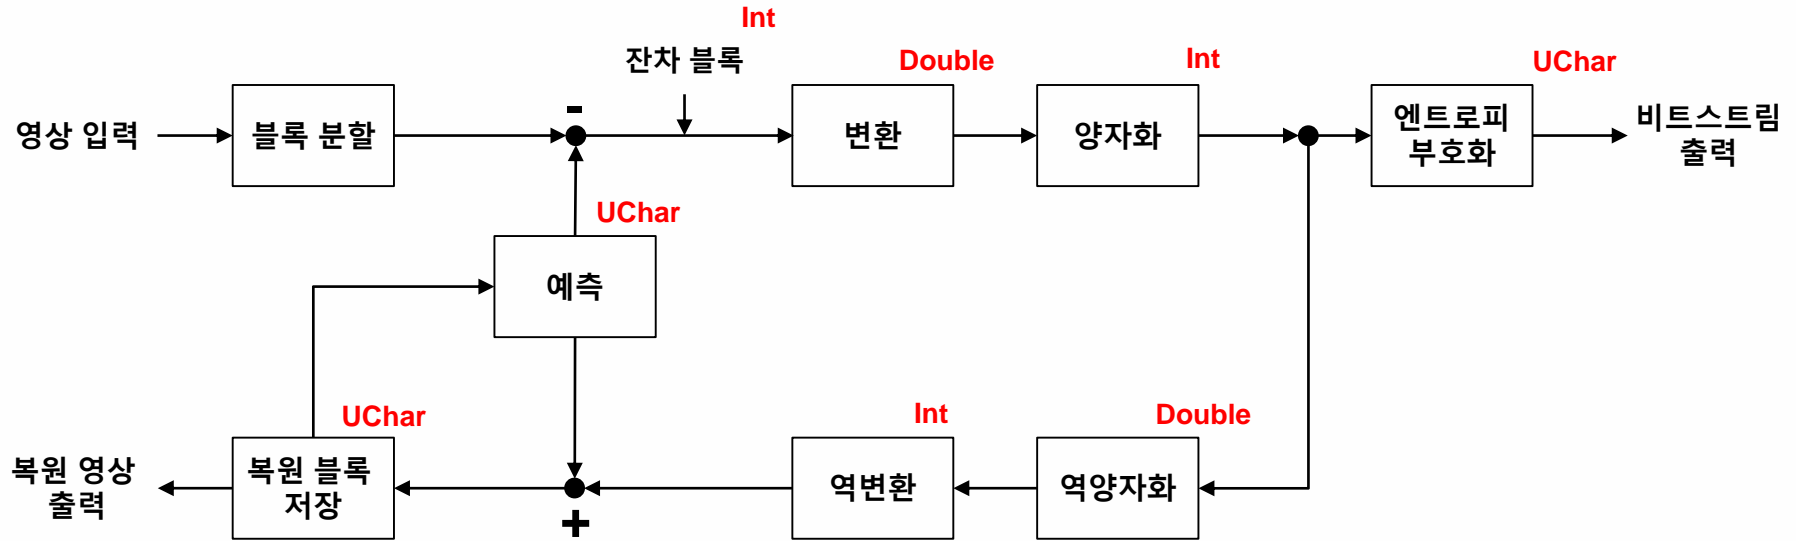 Int
잔차 블록
Double
Int
UChar
영상 입력
블록 분할
-
변환
양자화
엔트로피
부호화
비트스트림
출력
UChar
예측
UChar
Int
Double
복원 영상
출력
복원 블록
저장
+
역변환
역양자화